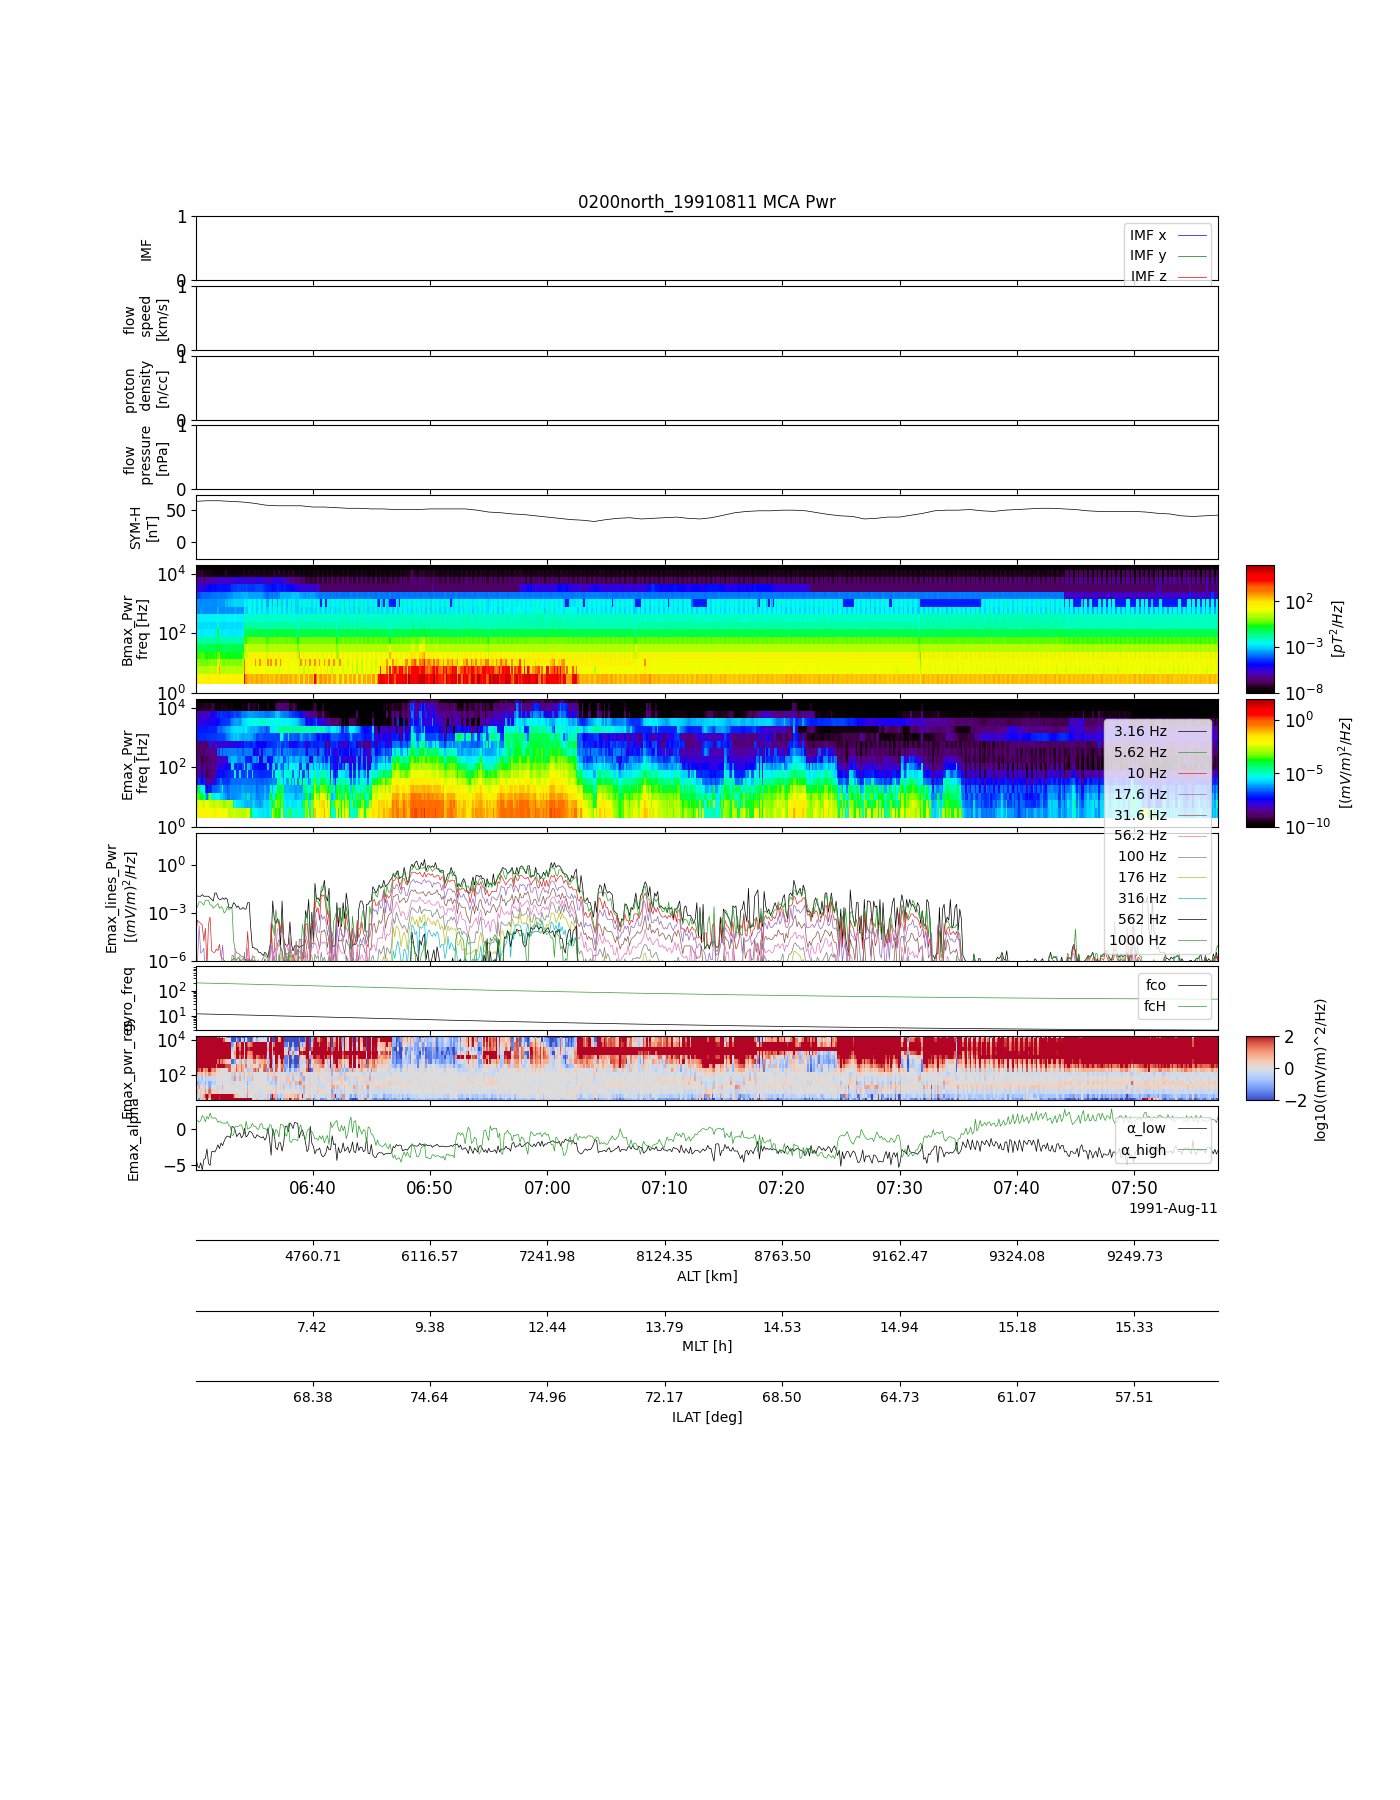 0200north_19910811 MCA Pwr
1
0
IMF
IMF x
IMF y
IMF z
1
0
flow
speed
[km/s]
1
0
proton
density
[n/cc]
1
0
flow
pressure
[nPa]
50
0
SYM-H
[nT]
10^4
10^2
10^0
Bmax_Pwr
freq [Hz]
10^2
10^-3
10^-8
[pT^2/Hz]
10^4
10^2
10^0
Emax_Pwr
freq [Hz]
10^0
10^-5
10^-10
[(mV/m)^2/Hz]
3.16 Hz
5.62 Hz
10 Hz
17.6 Hz
31.6 Hz
56.2 Hz
100 Hz
176 Hz
316 Hz
562 Hz
1000 Hz
10^0
10^-3
10^-6
Emax_lines_Pwr
[(mV/m)^2/Hz]
10^2
10^1
gyro_freq
fco
fcH
10^4
10^2
Emax_pwr_reg
2
0
−2
log10((mV/m)^2/Hz)
0
−5
Emax_alpha
α_low
α_high
06:40 06:50 07:00 07:10 07:20 07:30 07:40 07:50
1991-Aug-11
4760.71 6116.57 7241.98 8124.35 8763.50 9162.47 9324.08 9249.73
ALT [km]
7.42 9.38 12.44 13.79 14.53 14.94 15.18 15.33
MLT [h]
68.38 74.64 74.96 72.17 68.50 64.73 61.07 57.51
ILAT [deg]